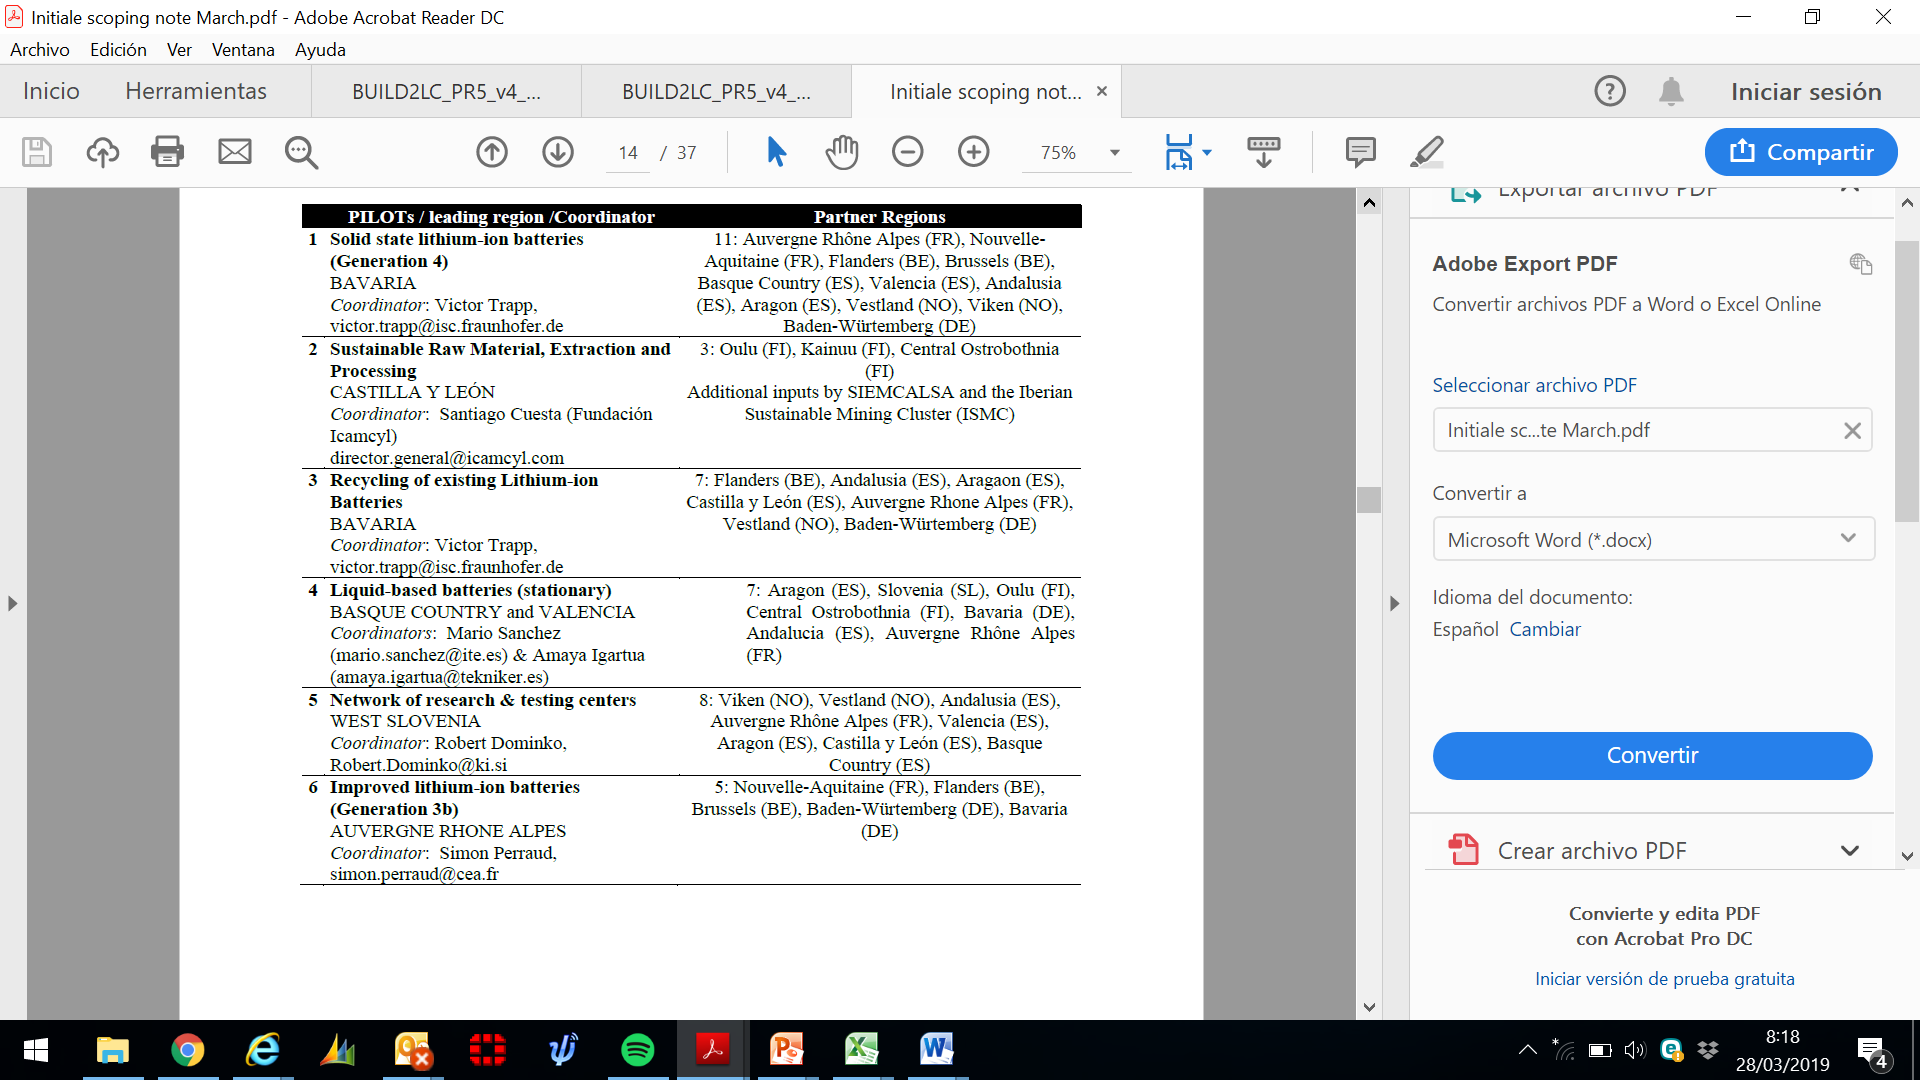 Initiale scoping note March.pdf - Adobe Acrobat Reader DC
Archivo Edición Ver Ventana Ayuda
Inicio Herramientas BUILD2LC_PR5_v4_... BUILD2LC_PR5_v4_... Initiale scoping not... × Iniciar sesión
14 / 37 75% Compartir
PILOTs / leading region /Coordinator Partner Regions
1 Solid state lithium-ion batteries
(Generation 4)
BAVARIA
Coordinator: Victor Trapp,
victor.trapp@isc.fraunhofer.de
11: Auvergne Rhône Alpes (FR), Nouvelle-
Aquitaine (FR), Flanders (BE), Brussels (BE),
Basque Country (ES), Valencia (ES), Andalusia
(ES), Aragon (ES), Vestland (NO), Viken (NO),
Baden-Würtemberg (DE)
2 Sustainable Raw Material, Extraction and
Processing
CASTILLA Y LEÓN
Coordinator: Santiago Cuesta (Fundación
Icamcyl)
director.general@icamcyl.com
3: Oulu (FI), Kainuu (FI), Central Ostrobothnia
(FI)
Additional inputs by SIEMCALSA and the Iberian
Sustainable Mining Cluster (ISMC)
3 Recycling of existing Lithium-ion
Batteries
BAVARIA
Coordinator: Victor Trapp,
victor.trapp@isc.fraunhofer.de
7: Flanders (BE), Andalusia (ES), Aragaon (ES),
Castilla y León (ES), Auvergne Rhone Alpes (FR),
Vestland (NO), Baden-Würtemberg (DE)
4 Liquid-based batteries (stationary)
BASQUE COUNTRY and VALENCIA
Coordinators: Mario Sanchez
(mario.sanchez@ite.es) & Amaya Igartua
(amaya.igartua@tekniker.es)
7: Aragon (ES), Slovenia (SL), Oulu (FI),
Central Ostrobothnia (FI), Bavaria (DE),
Andalucia (ES), Auvergne Rhône Alpes
(FR)
5 Network of research & testing centers
WEST SLOVENIA
Coordinator: Robert Dominko,
Robert.Dominko@ki.si
8: Viken (NO), Vestland (NO), Andalusia (ES),
Auvergne Rhône Alpes (FR), Valencia (ES),
Aragon (ES), Castilla y León (ES), Basque
Country (ES)
6 Improved lithium-ion batteries
(Generation 3b)
AUVERGNE RHONE ALPES
Coordinator: Simon Perraud,
simon.perraud@cea.fr
5: Nouvelle-Aquitaine (FR), Flanders (BE),
Brussels (BE), Baden-Würtemberg (DE), Bavaria
(DE)
Exportar archivo PDF
Adobe Export PDF
Convertir archivos PDF a Word o Excel Online
Seleccionar archivo PDF
Initiale sc...te March.pdf
Convertir a
Microsoft Word (*.docx)
Idioma del documento:
Español Cambiar
Convertir
Crear archivo PDF
Convierte y edita PDF
con Acrobat Pro DC
Iniciar versión de prueba gratuita
8:18
28/03/2019
4